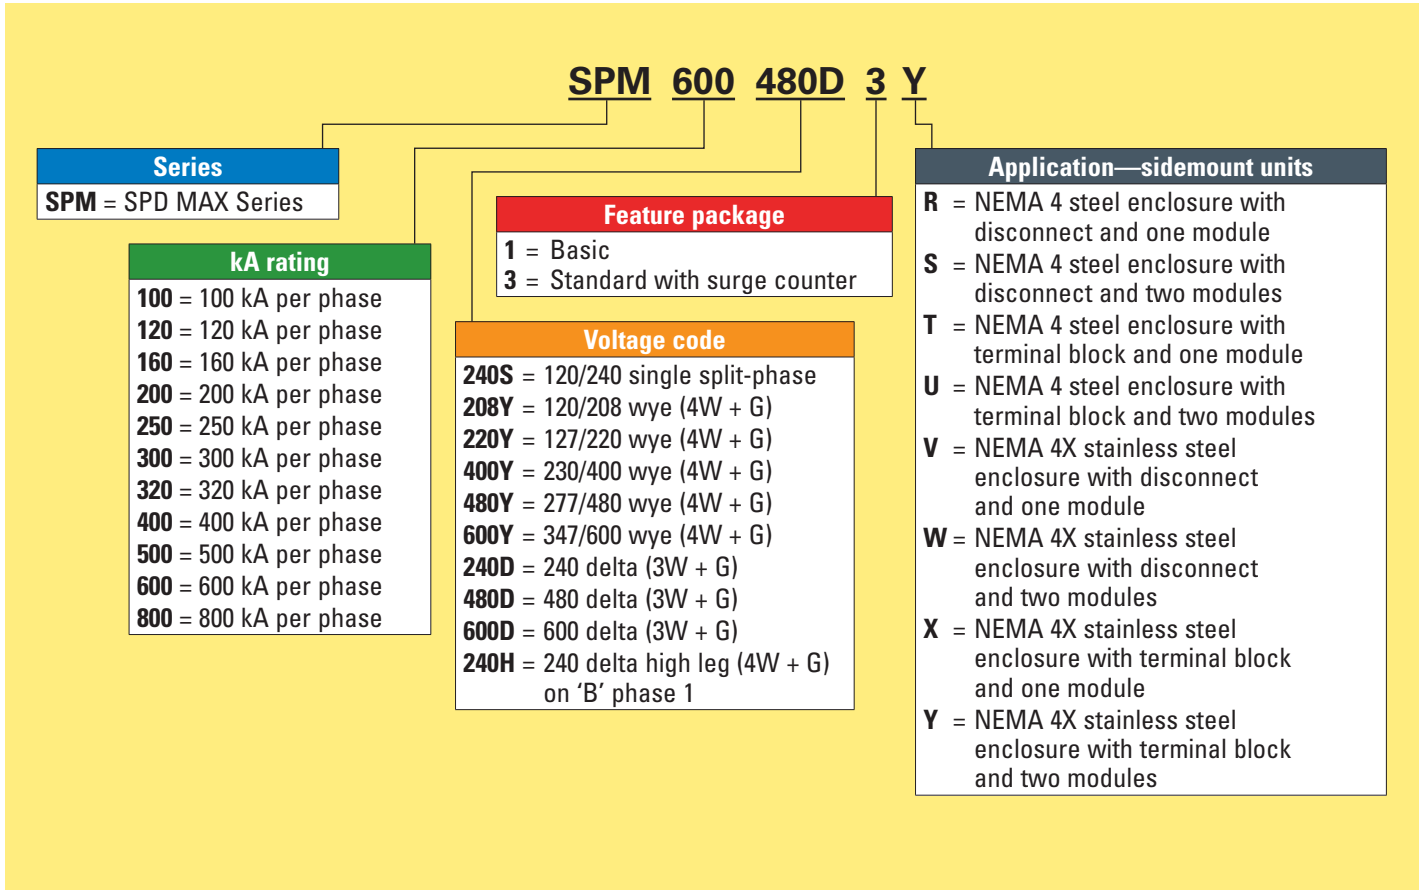 SPM 600 480D 3 Y
Series
SPM = SPD MAX Series
kA rating
100 = 100 kA per phase
120 = 120 kA per phase
160 = 160 kA per phase
200 = 200 kA per phase
250 = 250 kA per phase
300 = 300 kA per phase
320 = 320 kA per phase
400 = 400 kA per phase
500 = 500 kA per phase
600 = 600 kA per phase
800 = 800 kA per phase
Voltage code
240S = 120/240 single split-phase
208Y = 120/208 wye (4W + G)
220Y = 127/220 wye (4W + G)
400Y = 230/400 wye (4W + G)
480Y = 277/480 wye (4W + G)
600Y = 347/600 wye (4W + G)
240D = 240 delta (3W + G)
480D = 480 delta (3W + G)
600D = 600 delta (3W + G)
240H = 240 delta high leg (4W + G)
on ‘B’ phase 1
Feature package
1 = Basic
3 = Standard with surge counter
Application—sidemount units
R = NEMA 4 steel enclosure with
disconnect and one module
S = NEMA 4 steel enclosure with
disconnect and two modules
T = NEMA 4 steel enclosure with
terminal block and one module
U = NEMA 4 steel enclosure with
terminal block and two modules
V = NEMA 4X stainless steel
enclosure with disconnect
and one module
W = NEMA 4X stainless steel
enclosure with disconnect
and two modules
X = NEMA 4X stainless steel
enclosure with terminal block
and one module
Y = NEMA 4X stainless steel
enclosure with terminal block
and two modules